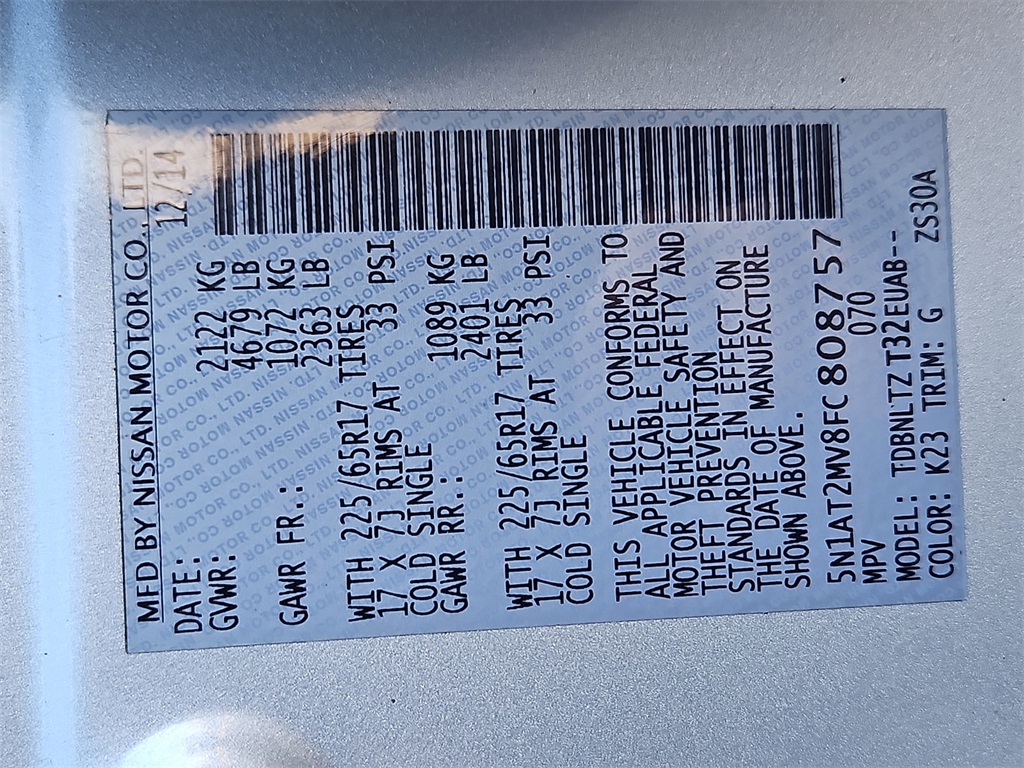 MFD BY NISSAN MOTOR CO., LTD.
DATE: 12/14
GVWR: 2122 KG
4679 LB
GAWR FR.: 1072 KG
2363 LB
WITH 225/65R17 TIRES
17 X 7J RIMS AT 33 PSI
COLD SINGLE
GAWR RR.: 1089 KG
2401 LB
WITH 225/65R17 TIRES
17 X 7J RIMS AT 33 PSI
COLD SINGLE
THIS VEHICLE CONFORMS TO
ALL APPLICABLE FEDERAL
MOTOR VEHICLE SAFETY AND
THEFT PREVENTION
STANDARDS IN EFFECT ON
THE DATE OF MANUFACTURE
SHOWN ABOVE.
5N1AT2MV8FC808757
MPV 070
MODEL: TDBNLTZ T32EUAB--
COLOR: K23 TRIM: G ZS30A